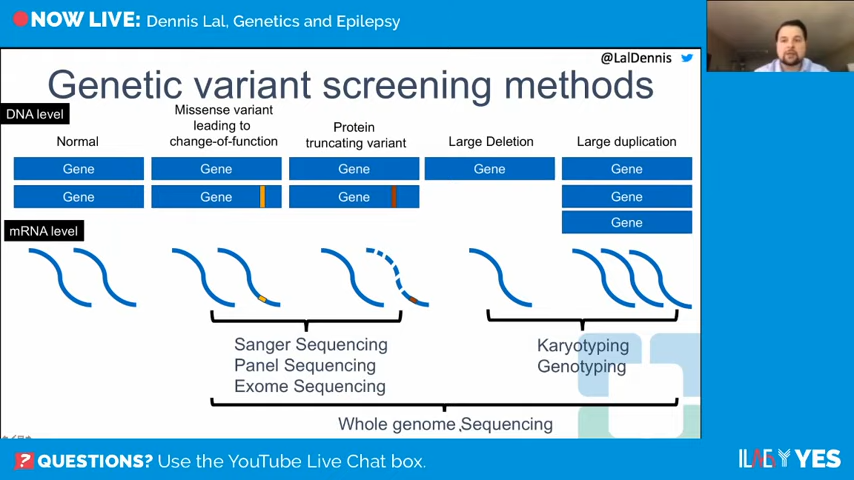 NOW LIVE: Dennis Lal, Genetics and Epilepsy
@LalDennis
Genetic variant screening methods
DNA level
Normal
Missense variant
leading to
change-of-function
Protein
truncating variant
Large Deletion
Large duplication
Gene Gene Gene Gene Gene
Gene Gene Gene Gene
Gene
mRNA level
Sanger Sequencing
Panel Sequencing
Exome Sequencing
Karyotyping
Genotyping
Whole genome Sequencing
? QUESTIONS? Use the YouTube Live Chat box.
ILAE YES